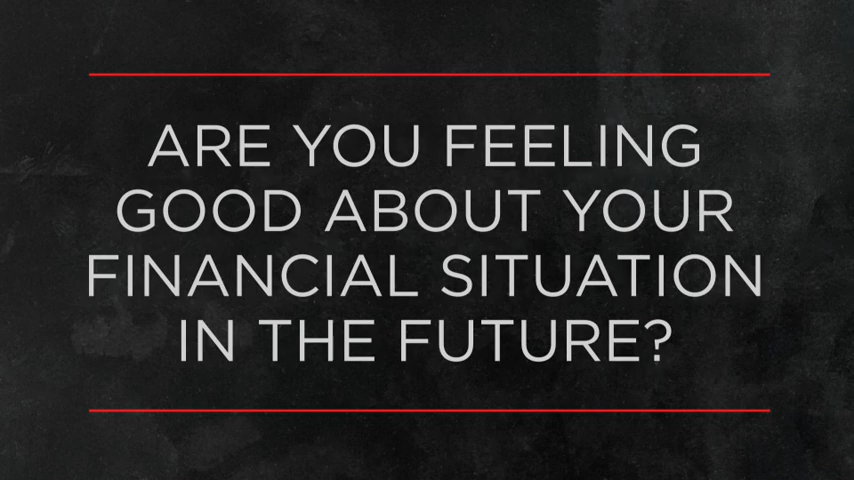 ARE YOU FEELING
GOOD ABOUT YOUR
FINANCIAL SITUATION
IN THE FUTURE?